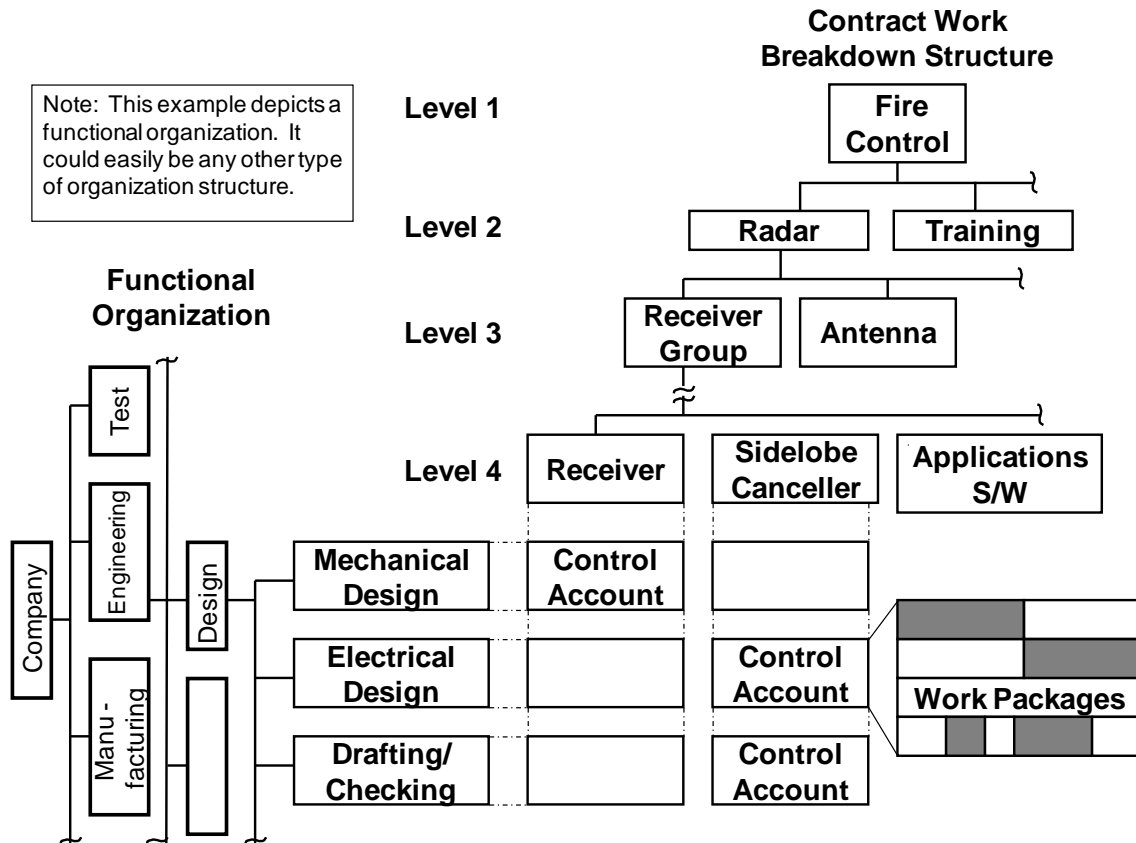 Contract Work
Breakdown Structure
Note: This example depicts a
functional organization. It
could easily be any other type
of organization structure.
Level 1
Fire
Control
Level 2
Radar
Training
Functional
Organization
Level 3
Receiver
Group
Antenna
Test
Level 4
Receiver
Sidelobe
Canceller
Applications
S/W
Company
Engineering
Design
Mechanical
Design
Control
Account
Electrical
Design
Control
Account
Work Packages
Manu-
facturing
Drafting/
Checking
Control
Account